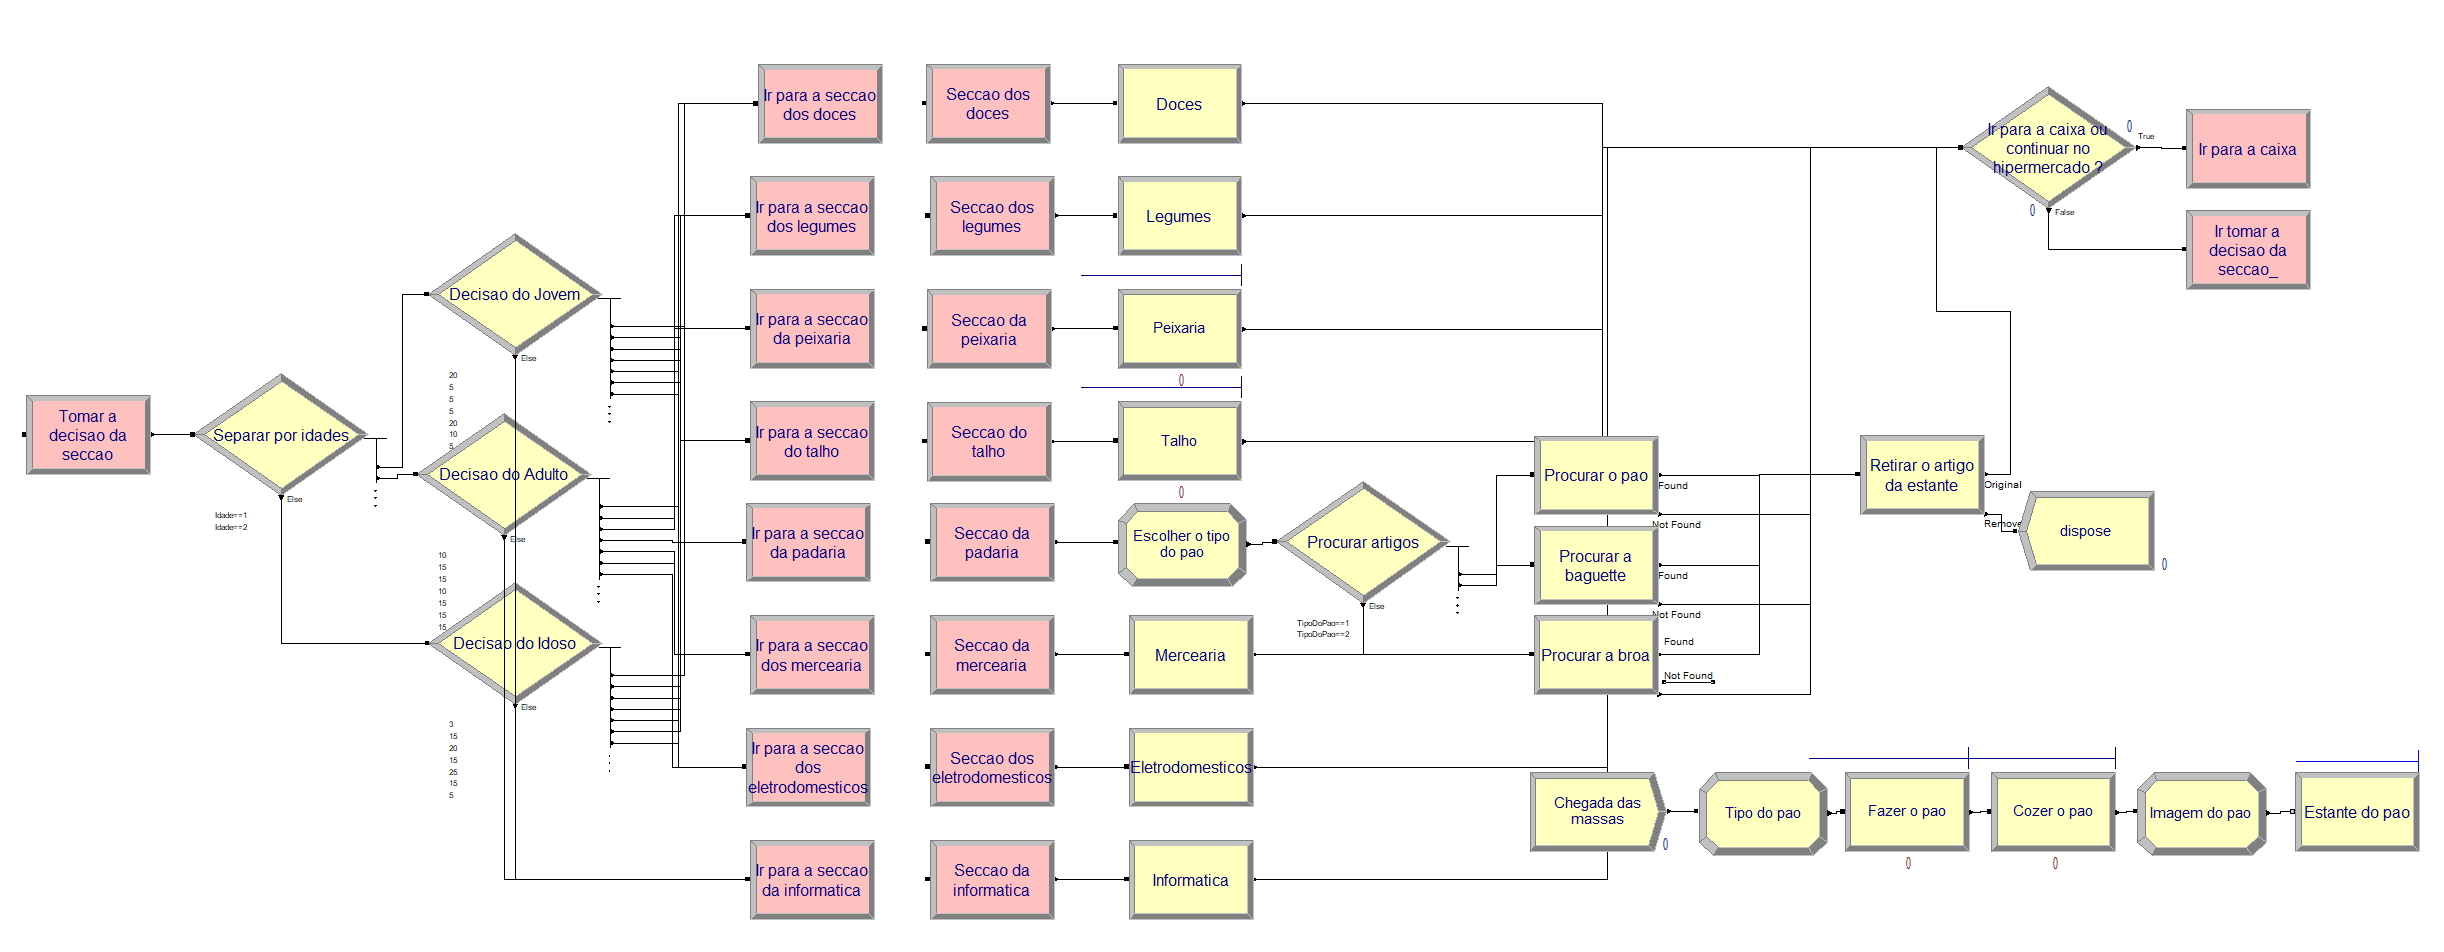 Tomar a
decisao da
seccao
Separar por idades
Else
Idade==1
Idade==2
Decisao do Jovem
Else
20
5
5
5
20
10
5
Decisao do Adulto
Else
10
15
15
10
15
15
15
Decisao do Idoso
Else
3
15
20
15
25
15
5
Ir para a seccao
dos doces
Seccao dos
doces
Doces
Ir para a seccao
dos legumes
Seccao dos
legumes
Legumes
Ir para a seccao
da peixaria
Seccao da
peixaria
Peixaria
0
Ir para a seccao
do talho
Seccao do
talho
Talho
0
Ir para a seccao
da padaria
Seccao da
padaria
Escolher o tipo
do pao
Procurar artigos
Else
TipoDoPao==1
TipoDoPao==2
Ir para a seccao
dos mercearia
Seccao da
mercearia
Mercearia
Ir para a seccao
dos
eletrodomesticos
Seccao dos
eletrodomesticos
Eletrodomesticos
Ir para a seccao
da informatica
Seccao da
informatica
Informatica
Procurar o pao
Found
Not Found
Procurar a
baguette
Found
Not Found
Procurar a broa
Found
Not Found
Retirar o artigo
da estante
Original
Remove
dispose
0
Ir para a caixa ou
continuar no
hipermercado ?
0
True
0
False
Ir para a caixa
Ir tomar a
decisao da
seccao_
Chegada das
massas
0
Tipo do pao
Fazer o pao
0
Cozer o pao
0
Imagem do pao
Estante do pao